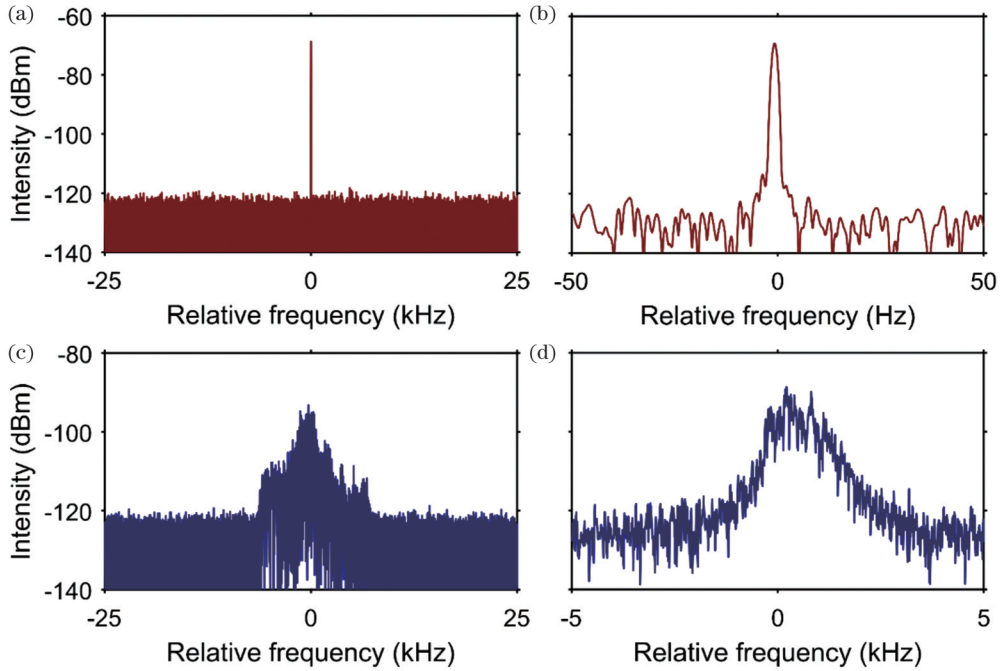 (a)
(b)
Intensity (dBm)
-60
-80
-100
-120
-140
-25
0
25
Relative frequency (kHz)
-50
0
50
Relative frequency (Hz)
(c)
(d)
Intensity (dBm)
-80
-100
-120
-140
-25
0
25
Relative frequency (kHz)
-5
0
5
Relative frequency (kHz)